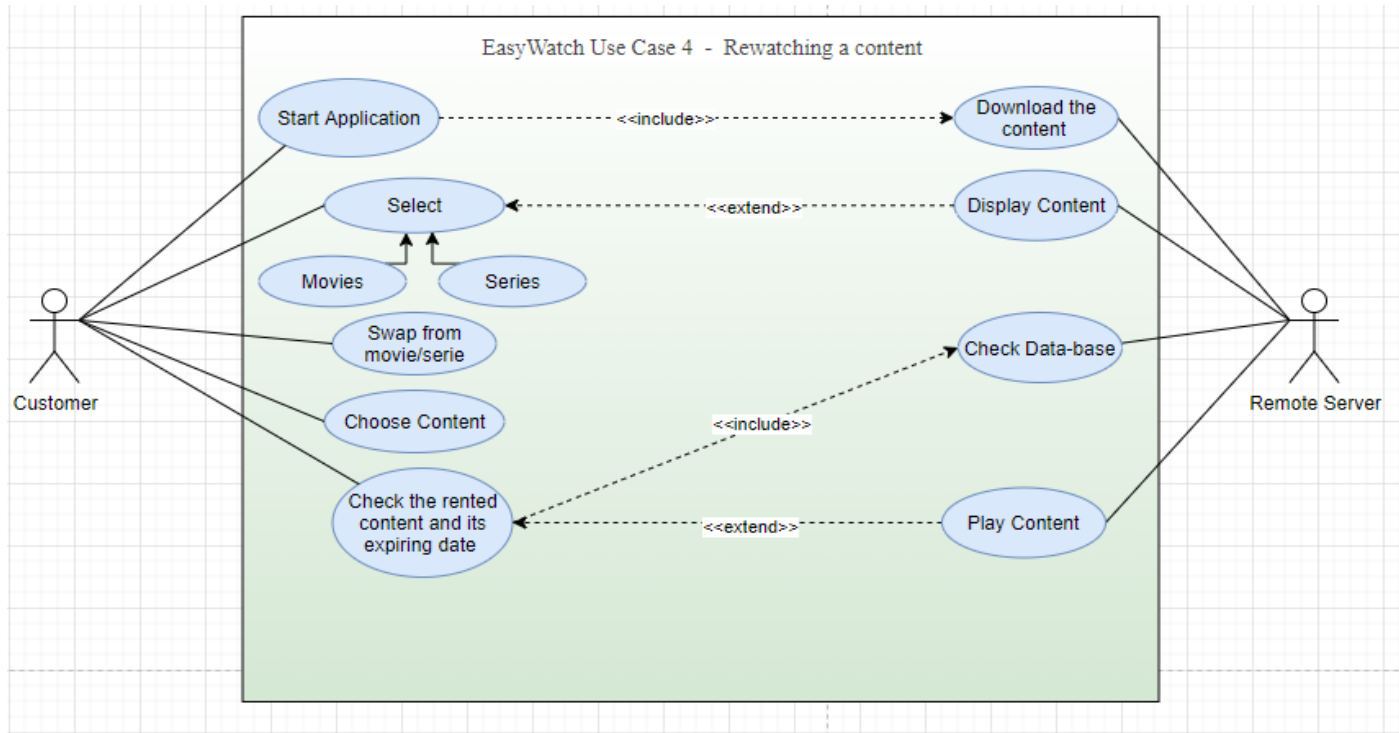 EasyWatch Use Case 4 - Rewatching a content
Start Application
<<include>>
Download the
content
Select
<<extend>>
Display Content
Movies
Series
Swap from
movie/serie
Check Data-base
Customer
Remote Server
Choose Content
<<include>>
Check the rented
content and its
expiring date
<<extend>>
Play Content